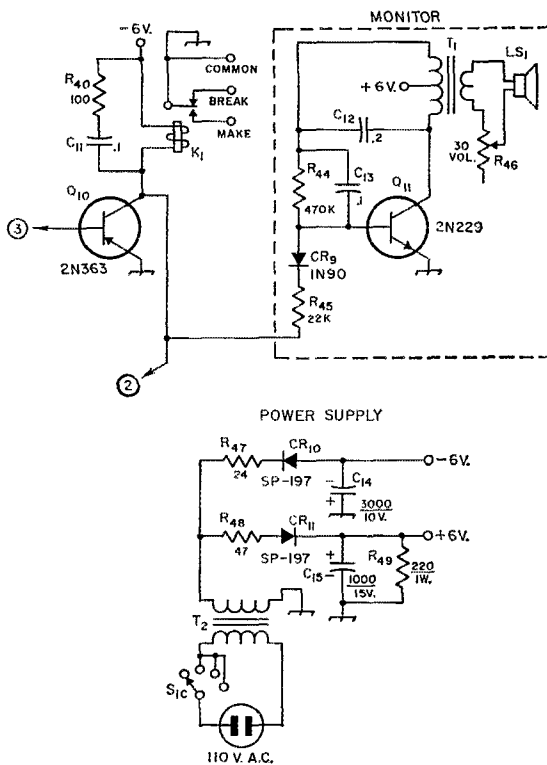 MONITOR
-6V.
COMMON
BREAK
MAKE
R40
100
C11 .1
K1
Q10
2N363
3
2
T1
LS1
+6V.
C12
.2
30
VOL.
R46
R44
470K
C13
.1
Q11
2N229
CR9
1N90
R45
22K
POWER SUPPLY
R47
24
CR10
SP-197
-6V.
C14
-
+
3000
10V.
R48
47
CR11
SP-197
+6V.
+
C15 -
1000
15V.
R49
220
1W.
T2
S1C
110 V. A.C.